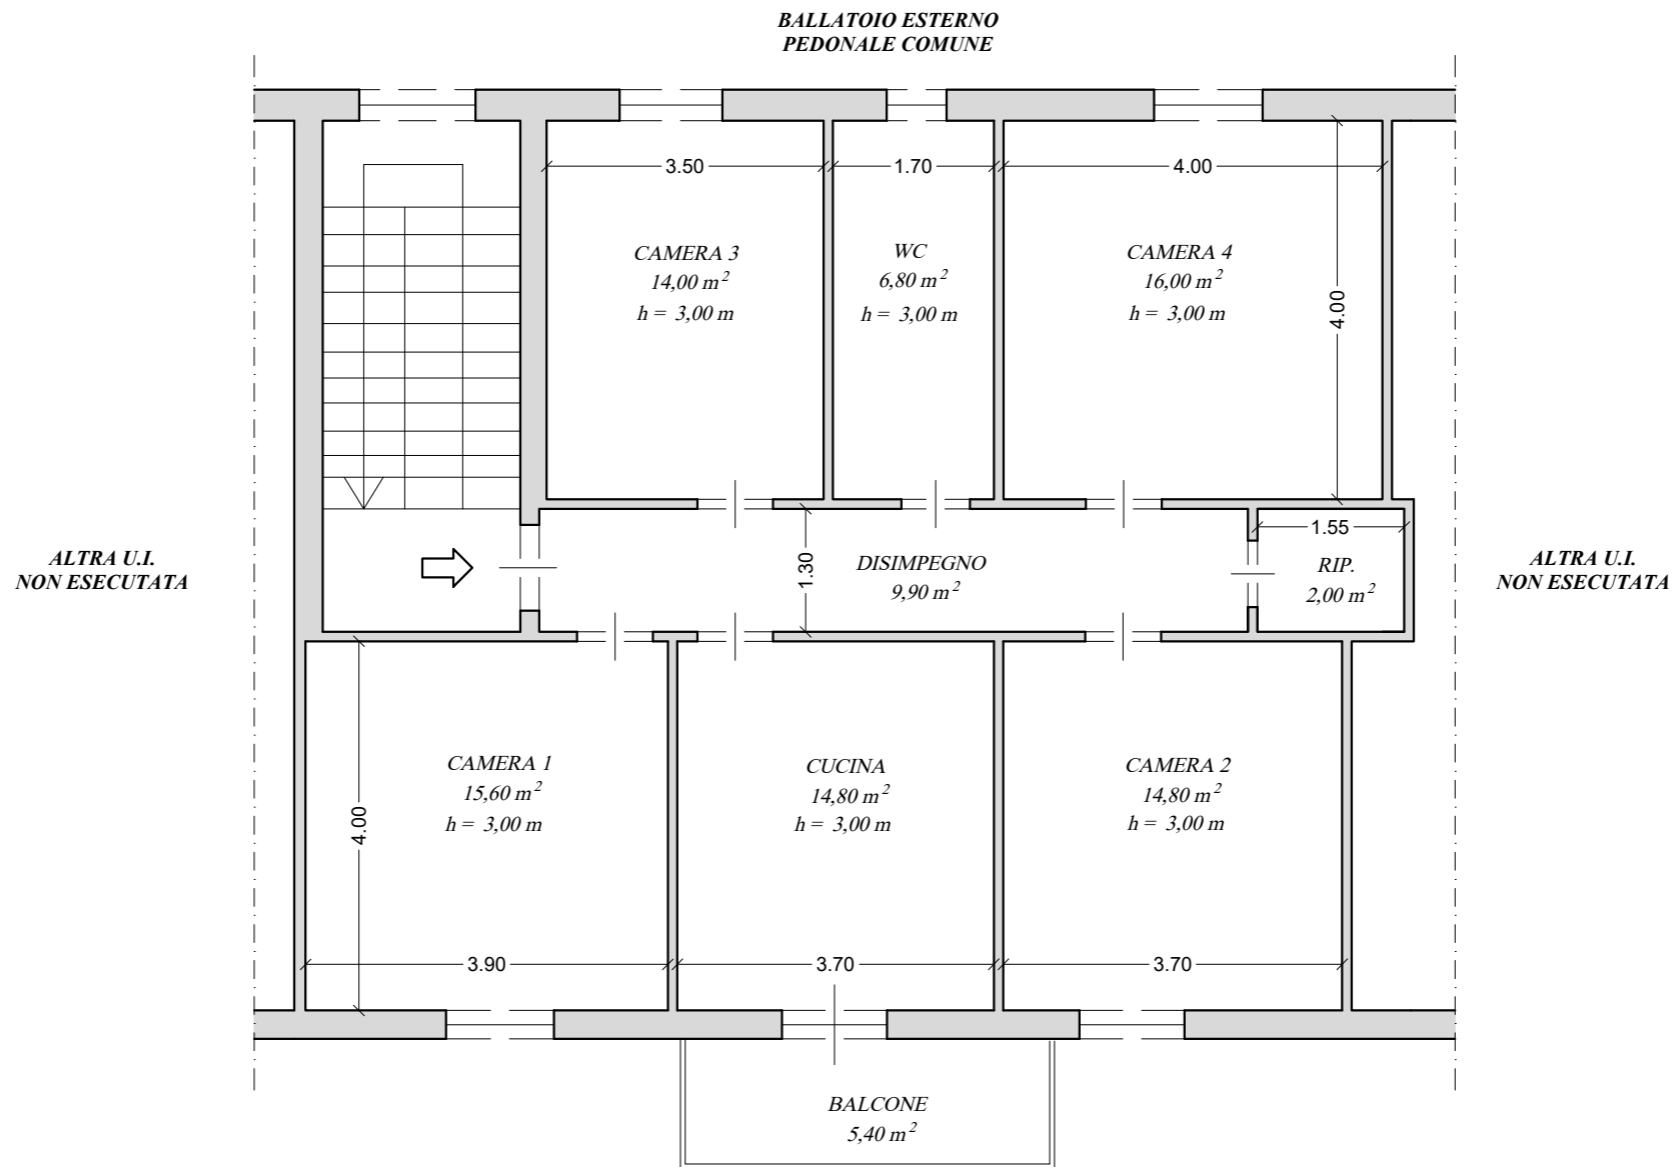 BALLATOIO ESTERNO
PEDONALE COMUNE
3.50
1.70
4.00
CAMERA 3
14,00 m²
h = 3,00 m
WC
6,80 m²
h = 3,00 m
CAMERA 4
16,00 m²
h = 3,00 m
4.00
ALTRA U.I.
NON ESECUTATA
1.30
DISIMPEGNO
9,90 m²
1.55
RIP.
2,00 m²
ALTRA U.I.
NON ESECUTATA
CAMERA 1
15,60 m²
h = 3,00 m
4.00
CUCINA
14,80 m²
h = 3,00 m
CAMERA 2
14,80 m²
h = 3,00 m
3.90
3.70
3.70
BALCONE
5,40 m²